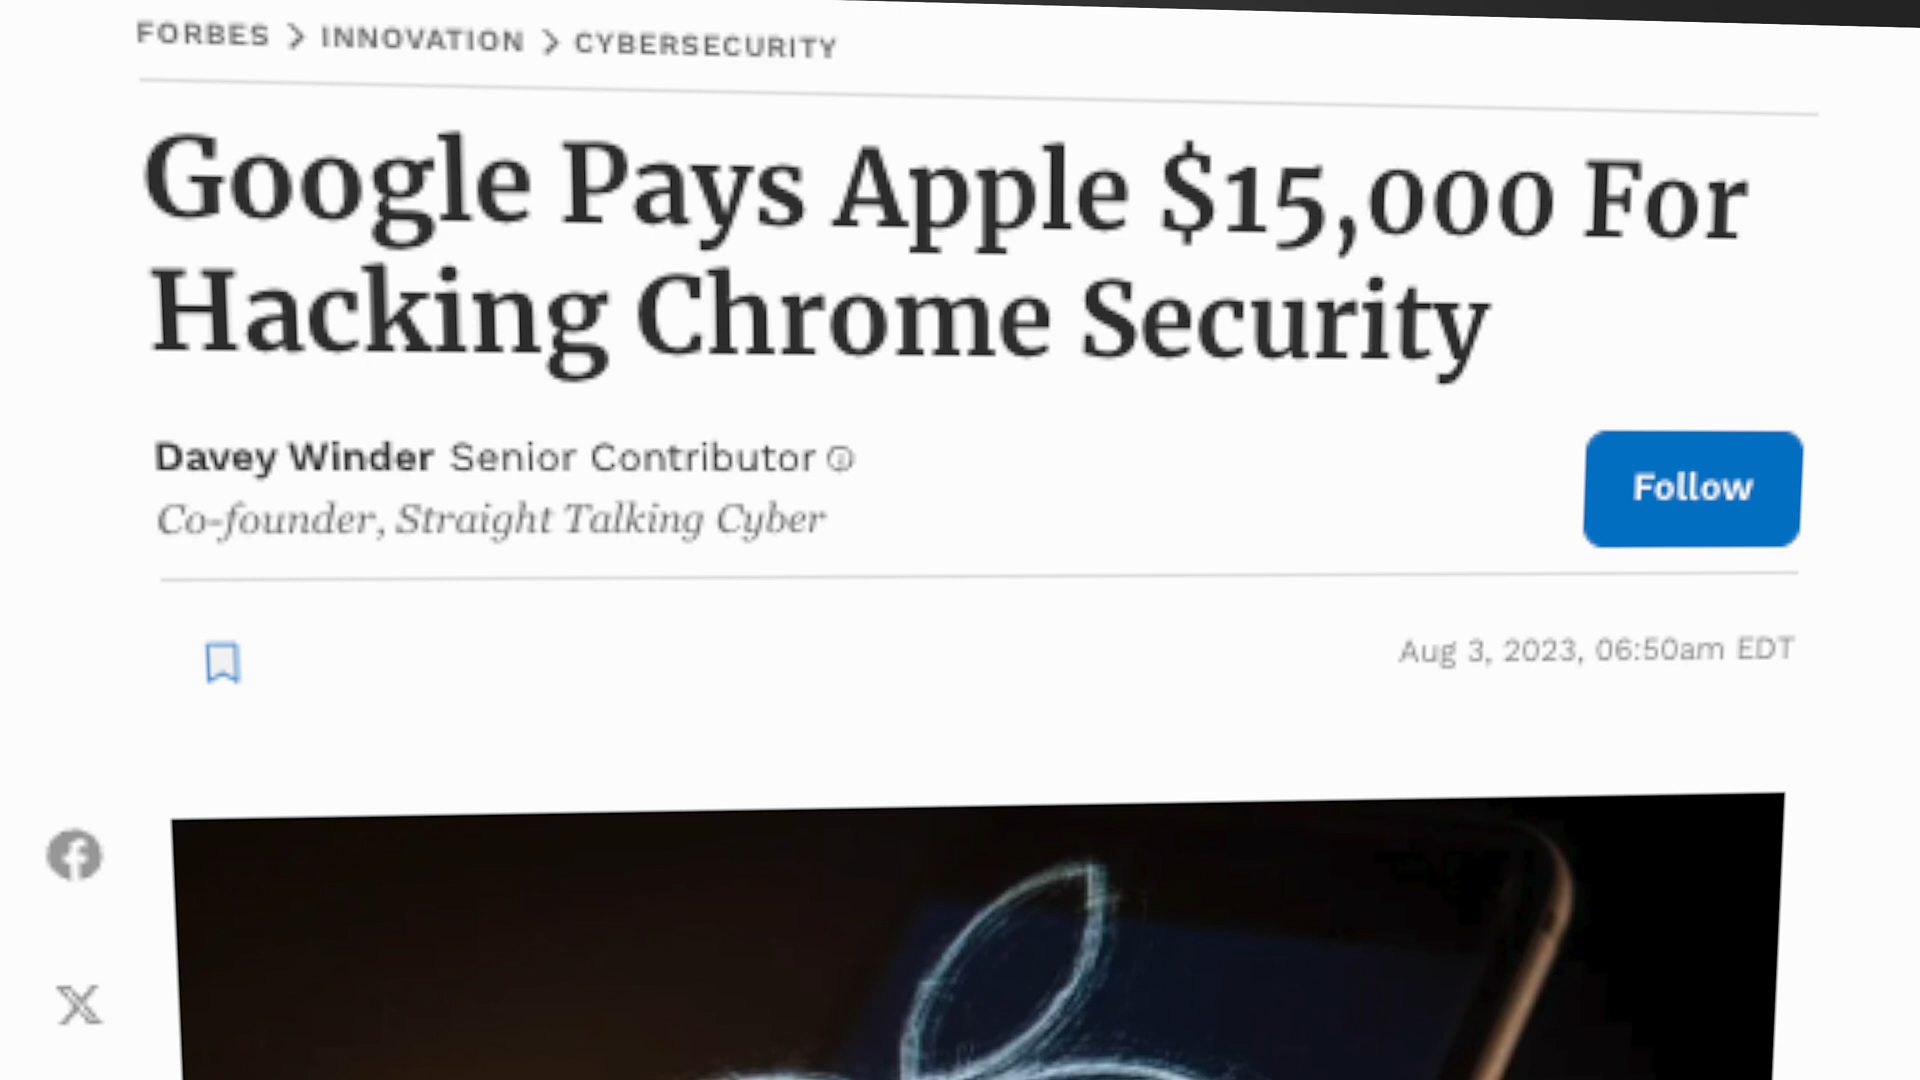 FORBES > INNOVATION > CYBERSECURITY
Google Pays Apple $15,000 For
Hacking Chrome Security
Davey Winder Senior Contributor
Co-founder, Straight Talking Cyber
Follow
Aug 3, 2023, 06:50am EDT